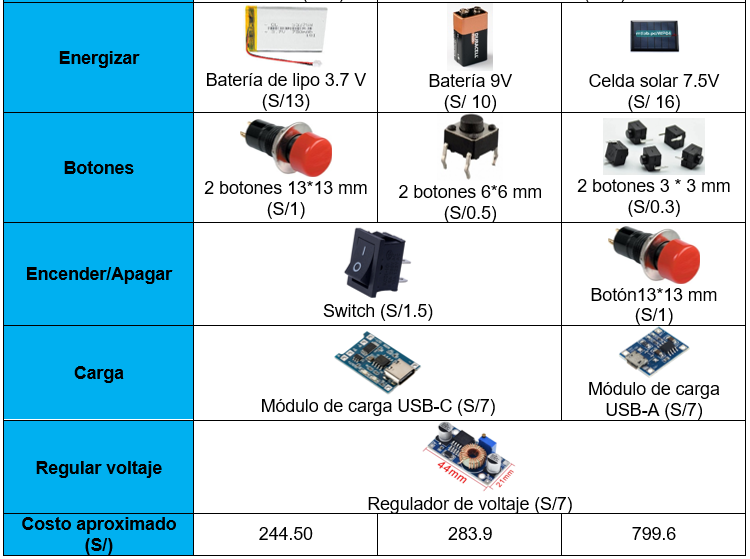 Energizar
Batería de lipo 3.7 V
(S/13)
Batería 9V
(S/ 10)
Celda solar 7.5V
(S/ 16)
DURACELL
Botones
2 botones 13*13 mm
(S/1)
2 botones 6*6 mm
(S/0.5)
2 botones 3 * 3 mm
(S/0.3)
Encender/Apagar
Switch (S/1.5)
Botón13*13 mm
(S/1)
Carga
Módulo de carga USB-C (S/7)
Módulo de carga
USB-A (S/7)
Regular voltaje
44mm
21mm
Regulador de voltaje (S/7)
Costo aproximado
(S/)
244.50
283.9
799.6